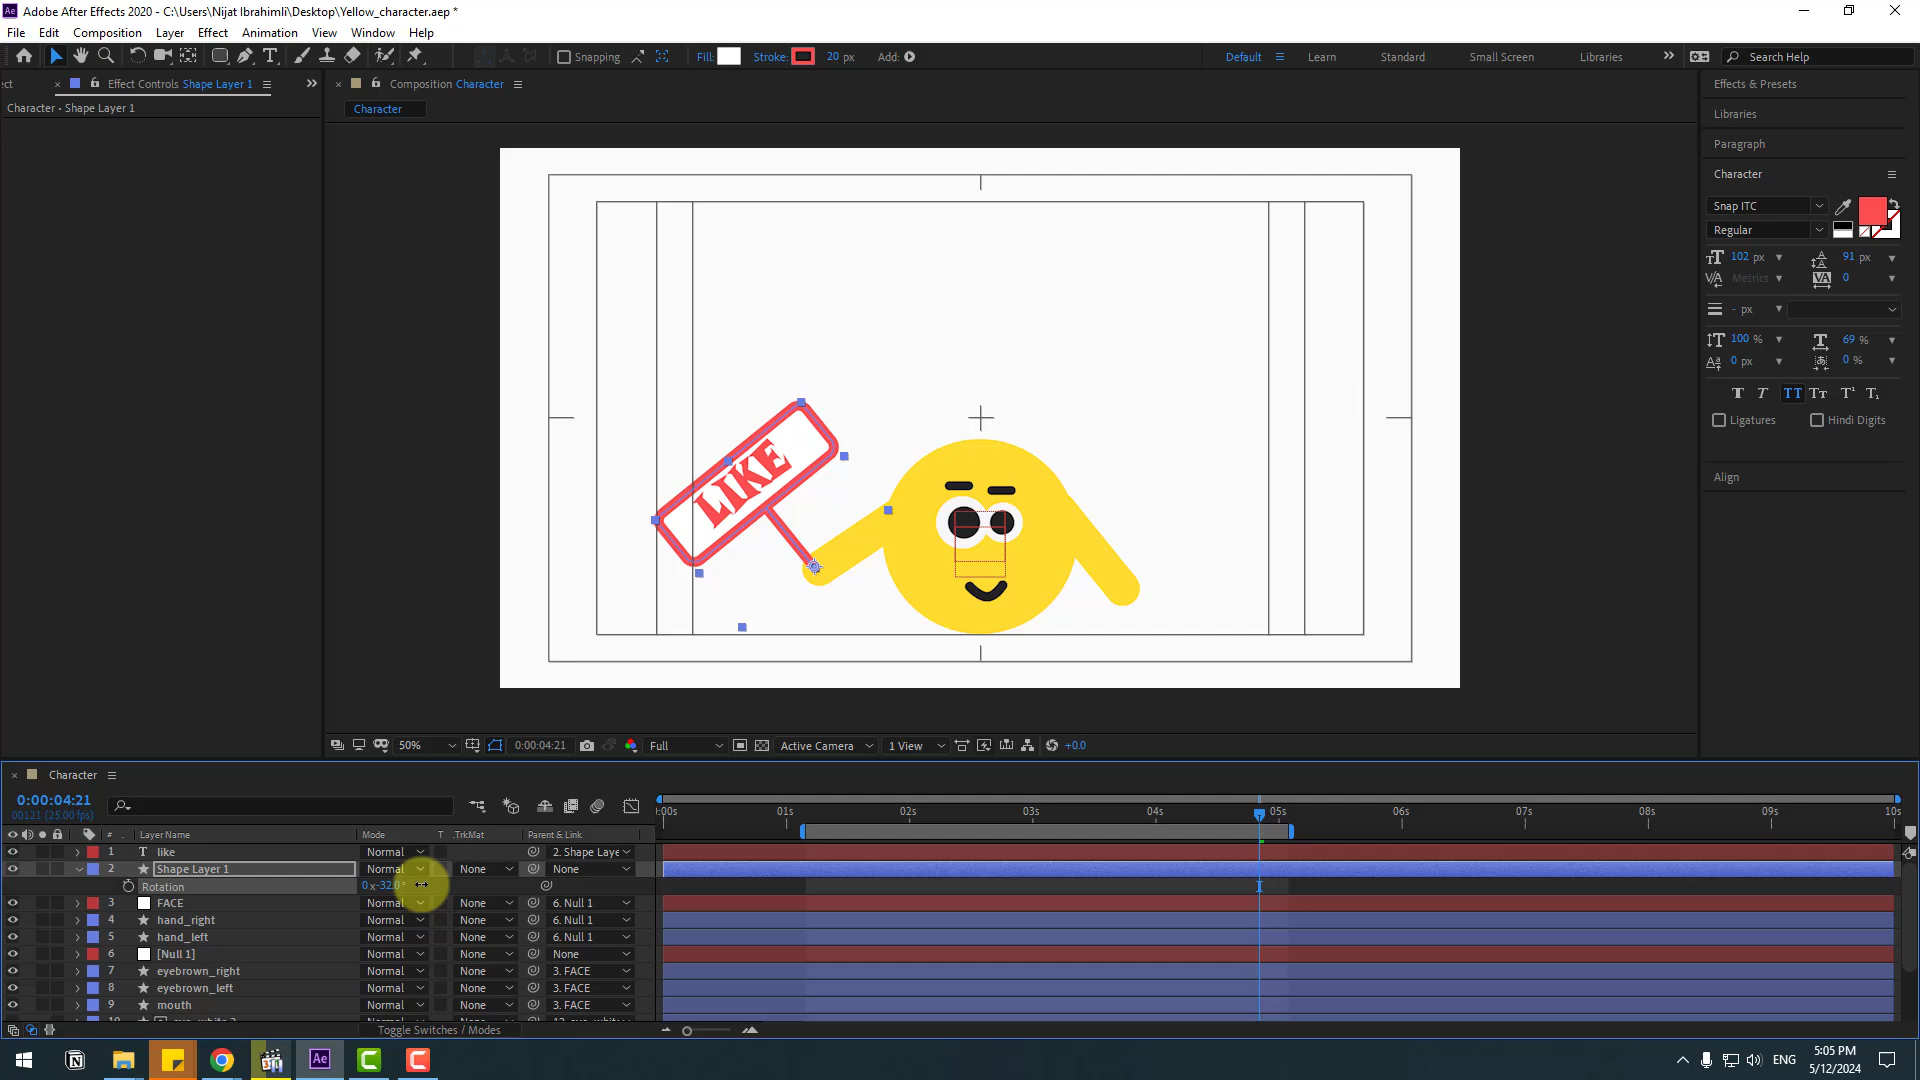 Adobe After Effects 2020 - C:\Users\Nijat Ibrahimli\Desktop\Yellow_character.aep *
File Edit Composition Layer Effect Animation View Window Help
Snapping Fill: Stroke: 20 px Add: Default Learn Standard Small Screen Libraries Search Help
Effect Controls Shape Layer 1
Character • Shape Layer 1
Composition Character
Character
LIKE
50% 0:00:04:21 Full Active Camera 1 View +0.0
Effects & Presets
Libraries
Paragraph
Character
Snap ITC
Regular
102 px 91 px
Metrics 0
- px
100 % 69 %
0 px 0 %
Ligatures Hindi Digits
Align
Character
0:00:04:21
00121 (25.00 fps)
:00s 01s 02s 03s 04s 05s 06s 07s 08s 09s 10s
# Layer Name Mode T .TrkMat Parent & Link
1 like Normal 2. Shape Laye
2 Shape Layer 1 Normal None None
Rotation 0x-32.0°
3 FACE Normal None 6. Null 1
4 hand_right Normal None 6. Null 1
5 hand_left Normal None 6. Null 1
6 [Null 1] Normal None None
7 eyebrown_right Normal None 3. FACE
8 eyebrown_left Normal None 3. FACE
9 mouth Normal None 3. FACE
Toggle Switches / Modes
ENG
5:05 PM
5/12/2024